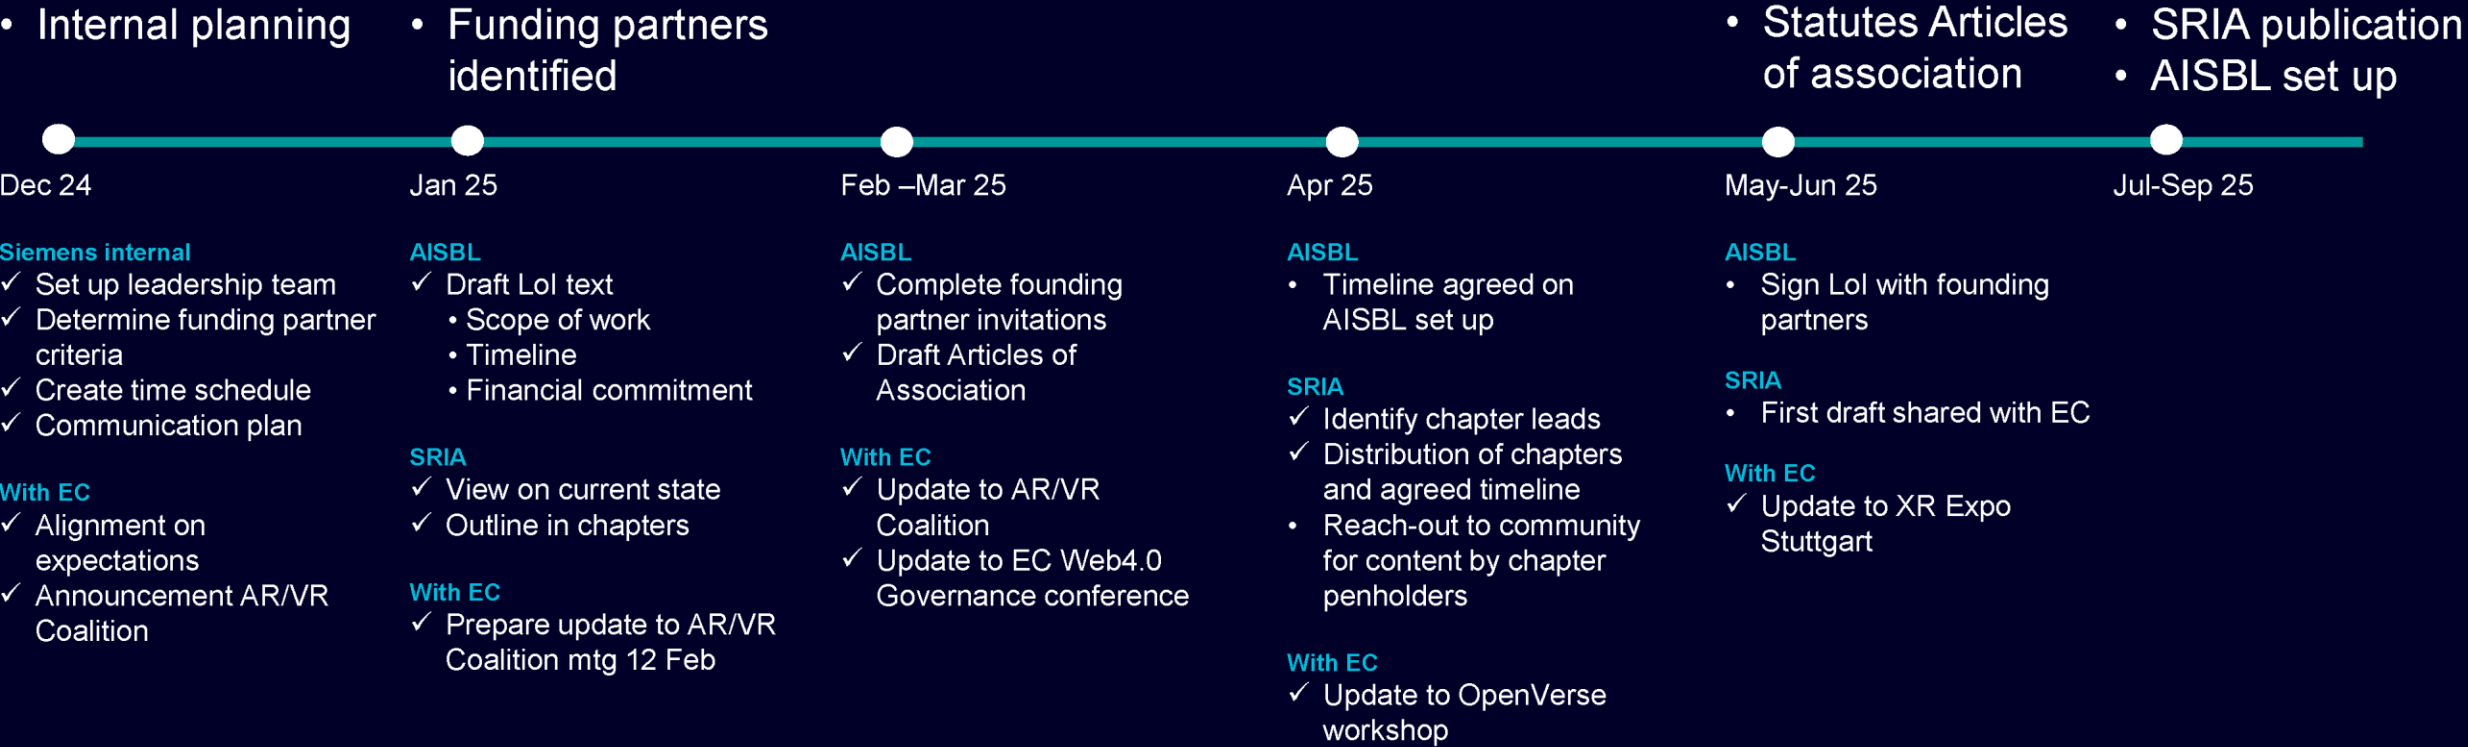 • Internal planning
• Funding partners
identified
• Statutes Articles
of association
• SRIA publication
• AISBL set up
Dec 24
Jan 25
Feb –Mar 25
Apr 25
May-Jun 25
Jul-Sep 25
Siemens internal
✓ Set up leadership team
✓ Determine funding partner
criteria
✓ Create time schedule
✓ Communication plan
With EC
✓ Alignment on
expectations
✓ Announcement AR/VR
Coalition
AISBL
✓ Draft LoI text
• Scope of work
• Timeline
• Financial commitment
SRIA
✓ View on current state
✓ Outline in chapters
With EC
✓ Prepare update to AR/VR
Coalition mtg 12 Feb
AISBL
✓ Complete founding
partner invitations
✓ Draft Articles of
Association
With EC
✓ Update to AR/VR
Coalition
✓ Update to EC Web4.0
Governance conference
AISBL
• Timeline agreed on
AISBL set up
SRIA
✓ Identify chapter leads
✓ Distribution of chapters
and agreed timeline
• Reach-out to community
for content by chapter
penholders
With EC
✓ Update to OpenVerse
workshop
AISBL
• Sign LoI with founding
partners
SRIA
• First draft shared with EC
With EC
✓ Update to XR Expo
Stuttgart